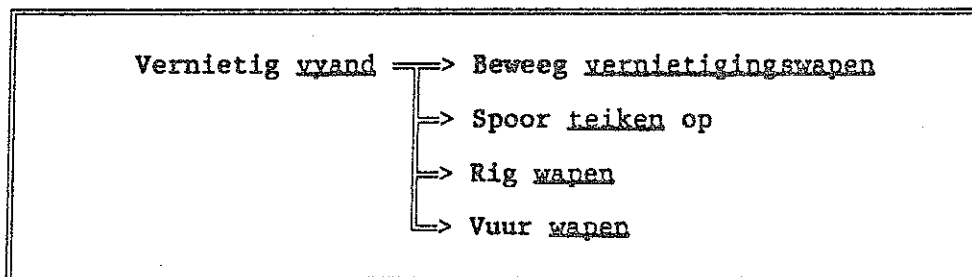 Vernietig vyand ==> Beweeg vernietigingswapen
=> Spoor teiken op
=> Rig wapen
=> Vuur wapen